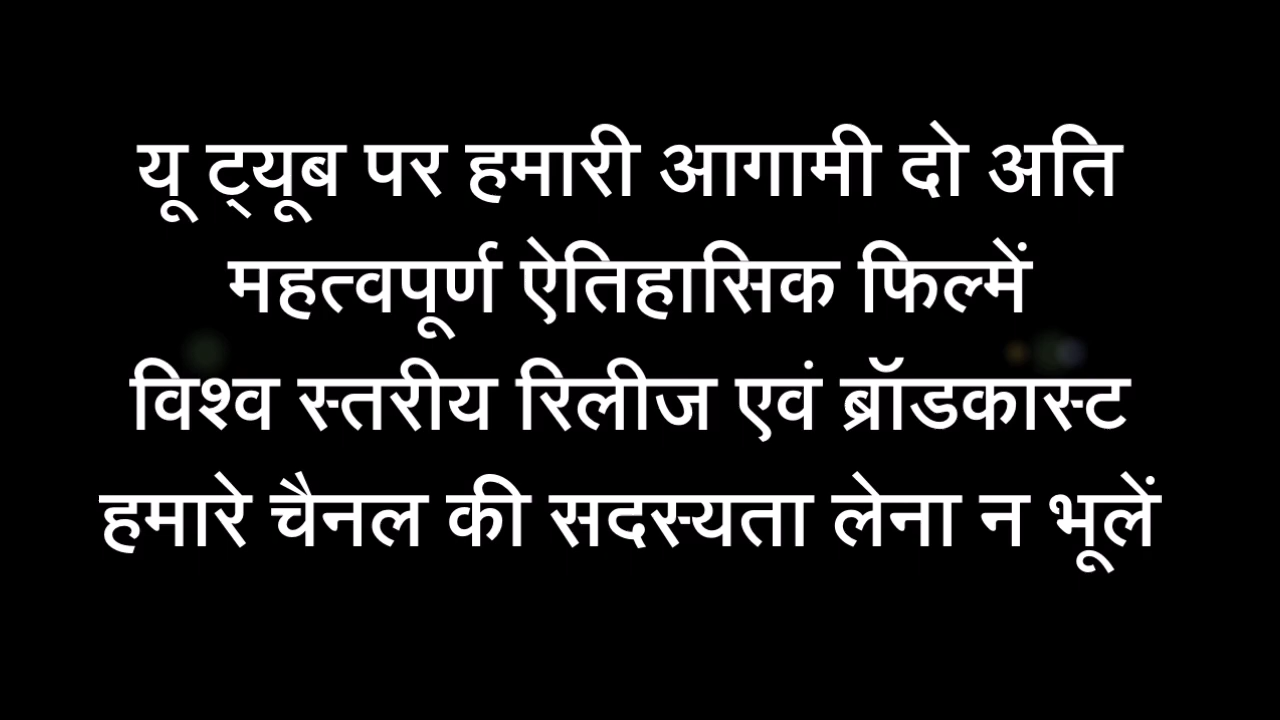 यू ट्यूब पर हमारी आगामी दो अति
महत्वपूर्ण ऐतिहासिक फिल्में
विश्व स्तरीय रिलीज एवं ब्रॉडकास्ट
हमारे चैनल की सदस्यता लेना न भूलें